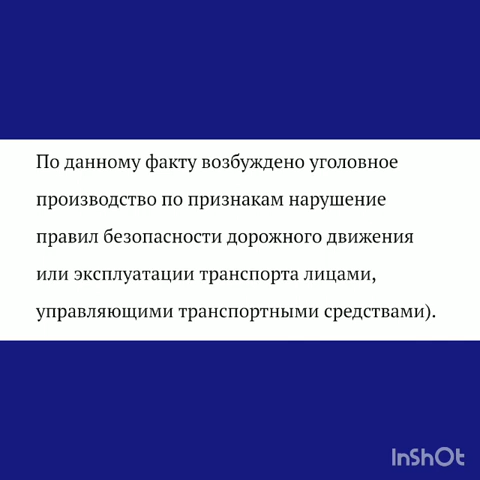 По данному факту возбуждено уголовное
производство по признакам нарушение
правил безопасности дорожного движения
или эксплуатации транспорта лицами,
управляющими транспортными средствами).
InShOt